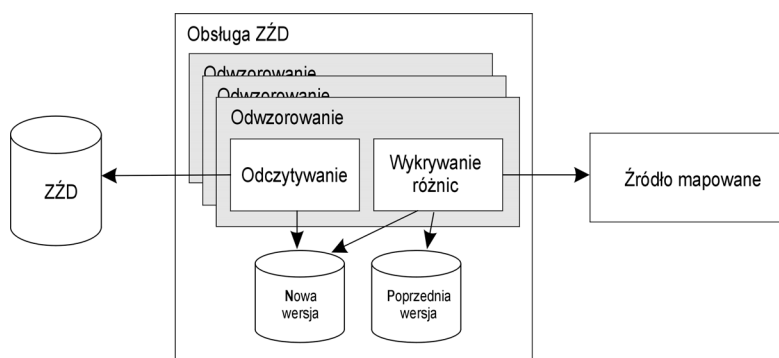 Obsługa ZŹD
Odwzorowanie
Odwzorowanie
Odwzorowanie
ZŹD
Odczytywanie
Wykrywanie
różnic
Źródło mapowane
Nowa
wersja
Poprzednia
wersja